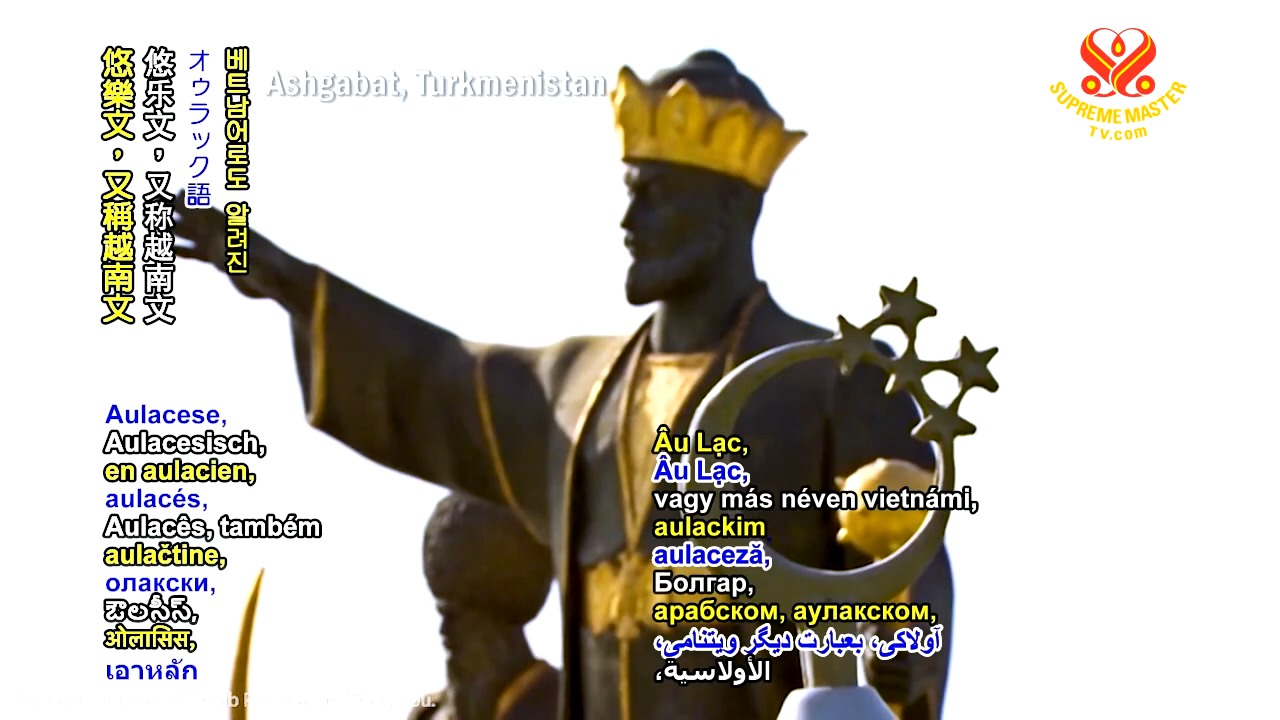 Ashgabat, Turkmenistan
SUPREME MASTER
TV.com
베트남어로도 알려진
オゥラック語
悠乐文，又称越南文
悠樂文，又稱越南文
Aulacese,
Aulacesisch,
en aulacien,
aulacés,
Aulacês, também
aulačtine,
олакски,
ఔలసీస్,
ओलासिस,
เอาหลัก
Âu Lạc,
Âu Lạc,
vagy más néven vietnámi,
aulackim
aulaceză,
Болгар,
арабском, аулакском,
آولاکی، بعبارت دیگر ویتنامی،
الأولاسية،